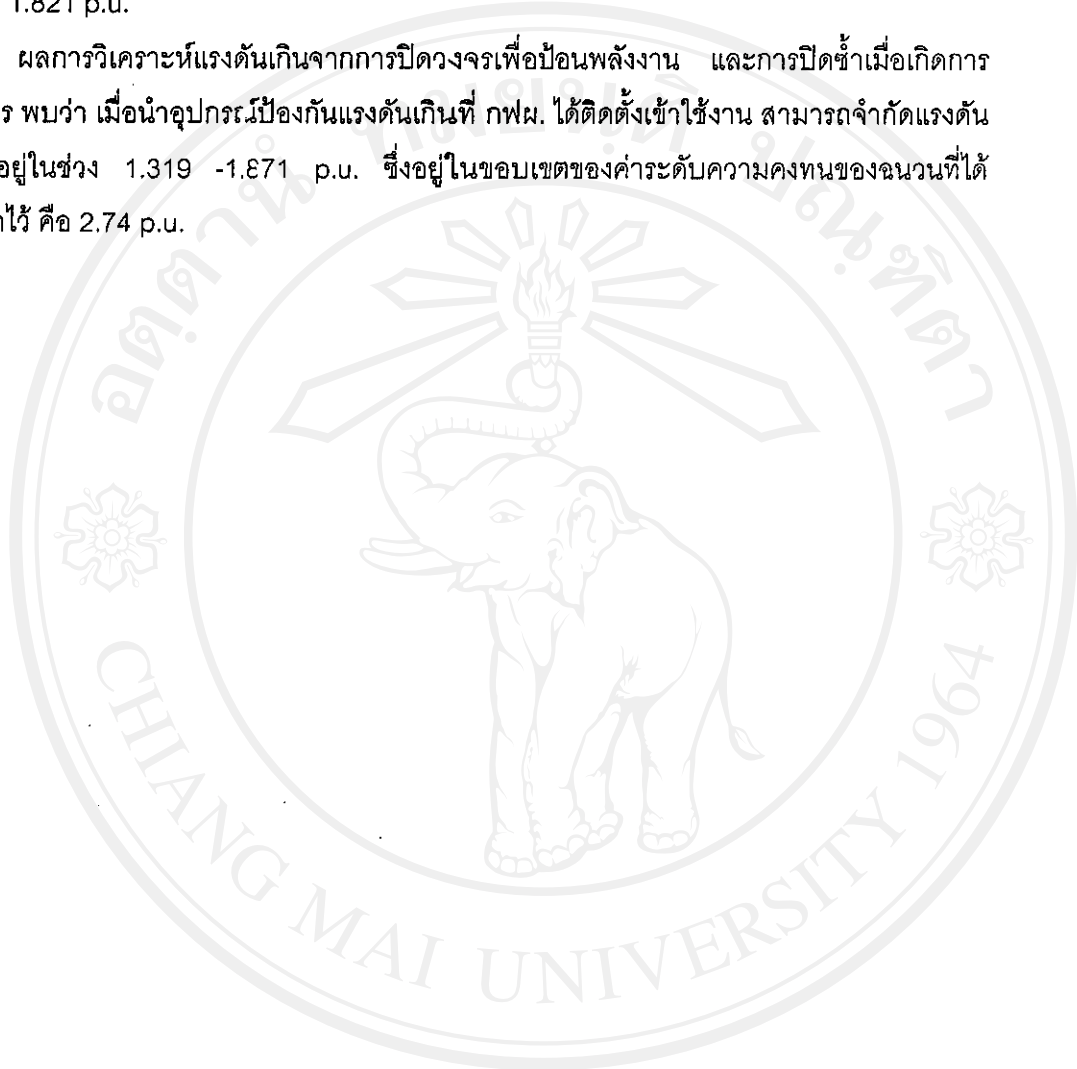 1.821 p.u.
ผลการวิเคราะห์แรงดันเกินจากการปิดวงจรเพื่อป้อนพลังงาน และการปิดซ้ำเมื่อเกิดการ
ร พบว่า เมื่อนำอุปกรณ์ป้องกันแรงดันเกินที่ กฟผ. ได้ติดตั้งเข้าใช้งาน สามารถจำกัดแรงดัน
อยู่ในช่วง 1.319 -1.871 p.u. ซึ่งอยู่ในขอบเขตของค่าระดับความคงทนของฉนวนที่ได้
ไว้ คือ 2.74 p.u.
CHIANG MAI UNIVERSITY 1964